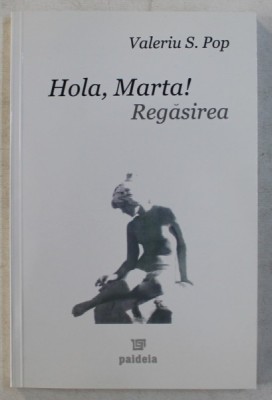 Valeriu S. Pop
Hola, Marta!
Regăsirea
paideia